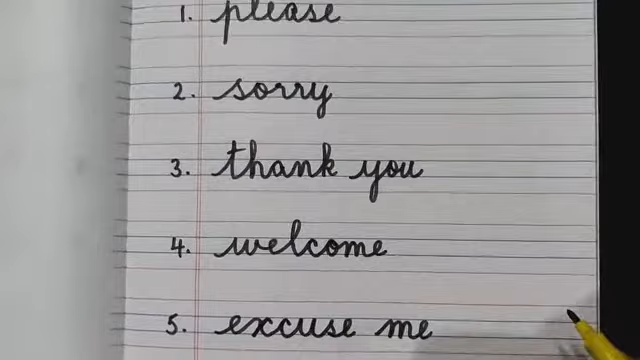 1. please
2. sorry
3. thank you
4. welcome
5. excuse me